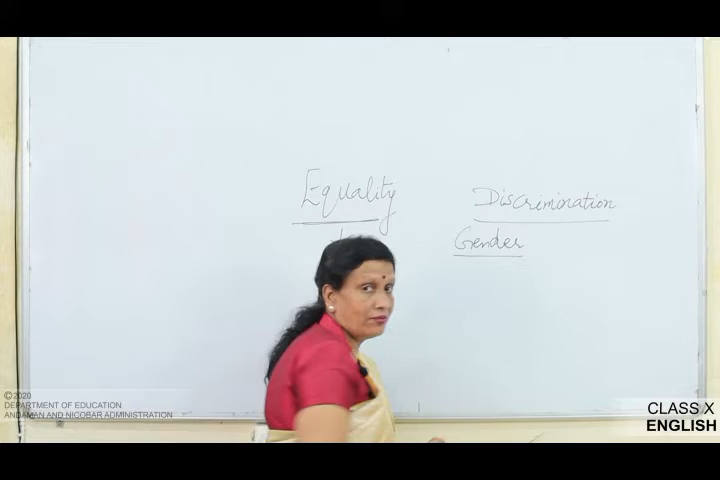 Equality
Discrimination
Gender
©2020
DEPARTMENT OF EDUCATION
ANDAMAN AND NICOBAR ADMINISTRATION
CLASS X
ENGLISH